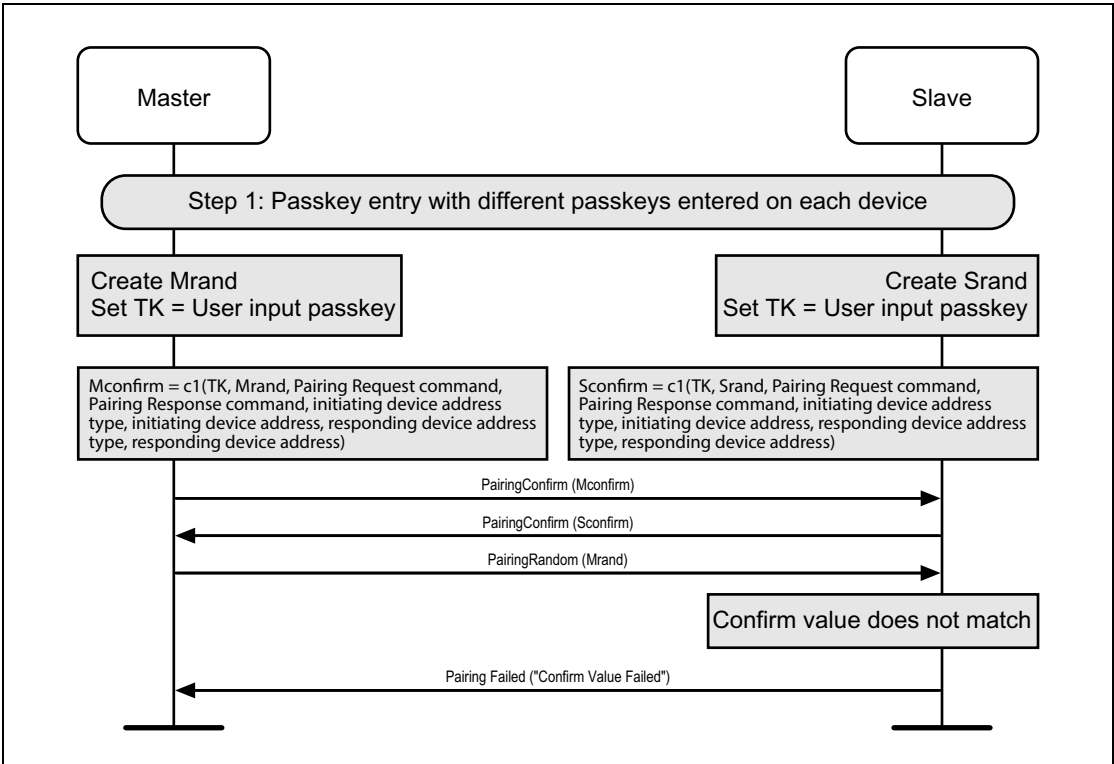 Master
Slave
Step 1: Passkey entry with different passkeys entered on each device
Create Mrand
Set TK = User input passkey
Create Srand
Set TK = User input passkey
Mconfirm = c1(TK, Mrand, Pairing Request command,
Pairing Response command, initiating device address
type, initiating device address, responding device address
type, responding device address)
Sconfirm = c1(TK, Srand, Pairing Request command,
Pairing Response command, initiating device address
type, initiating device address, responding device address
type, responding device address)
PairingConfirm (Mconfirm)
PairingConfirm (Sconfirm)
PairingRandom (Mrand)
Confirm value does not match
Pairing Failed ("Confirm Value Failed")